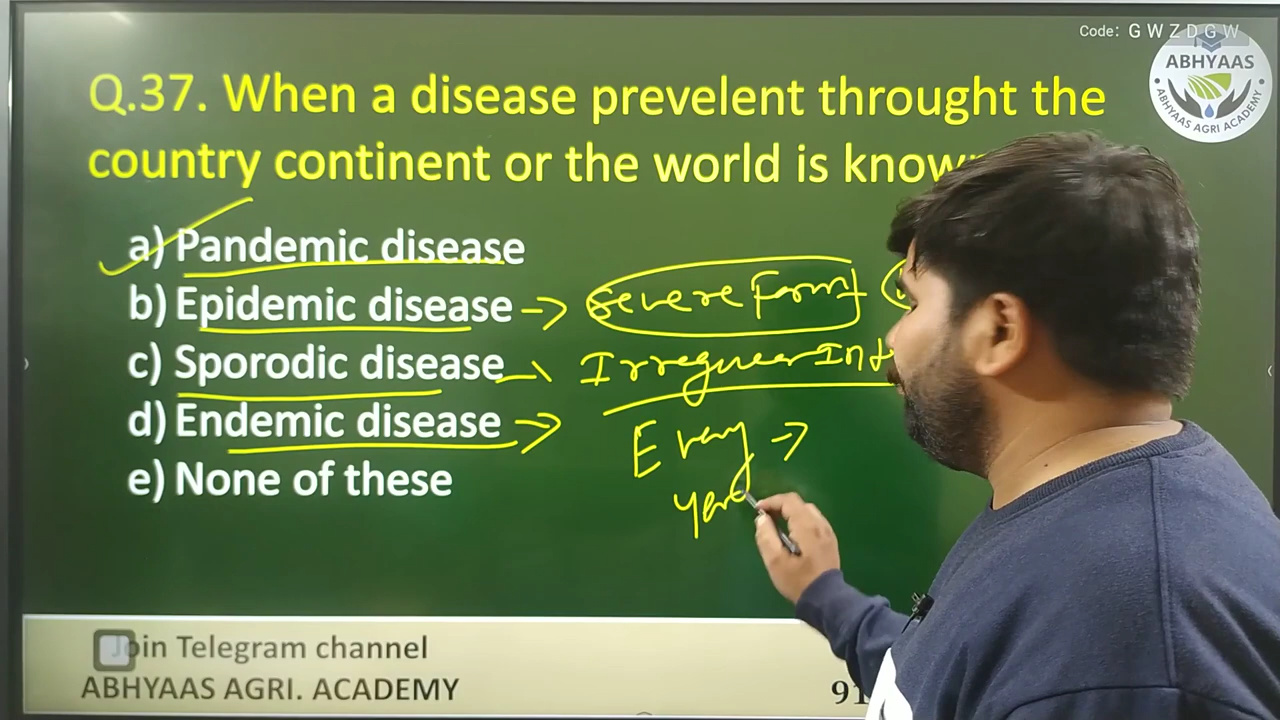 Code: G W Z D G W
ABHYAAS
ABHYAAS AGRI ACADEMY
Q.37. When a disease prevelent throught the
country continent or the world is known
a) Pandemic disease
b) Epidemic disease -> Severe Form
c) Sporodic disease Irregular Int
d) Endemic disease -> Every ->
year
e) None of these
Join Telegram channel
ABHYAAS AGRI. ACADEMY
91